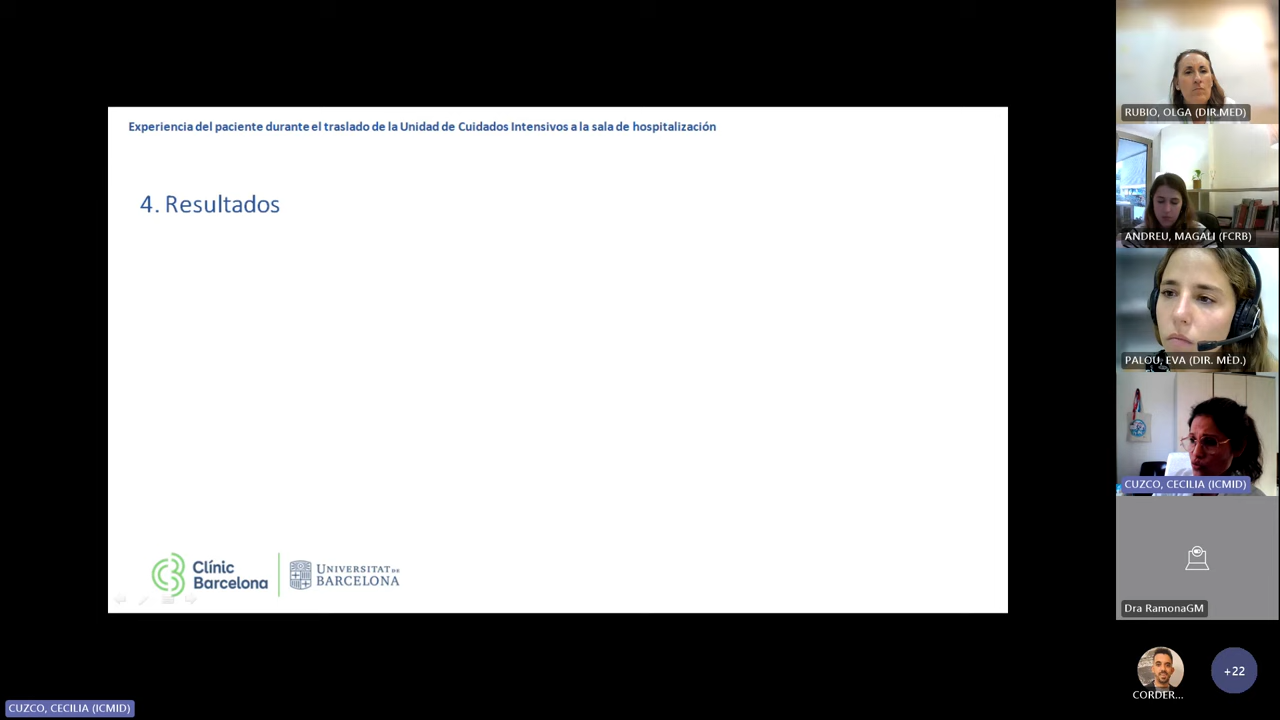 Experiencia del paciente durante el traslado de la Unidad de Cuidados Intensivos a la sala de hospitalización
4. Resultados
Clínic
Barcelona
UNIVERSITAT DE
BARCELONA
RUBIO, OLGA (DIR.MED)
ANDREU, MAGALI (FCRB)
PALOU, EVA (DIR. MÈD.)
CUZCO, CECILIA (ICMID)
Dra RamonaGM
CORDER...
+22
CUZCO, CECILIA (ICMID)